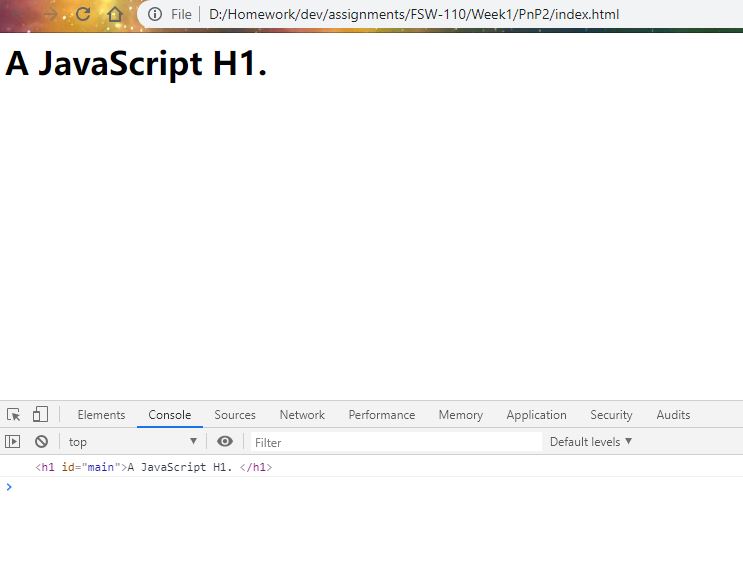 File D:/Homework/dev/assignments/FSW-110/Week1/PnP2/index.html
A JavaScript H1.
Elements Console Sources Network Performance Memory Application Security Audits
top Filter Default levels
<h1 id="main">A JavaScript H1. </h1>